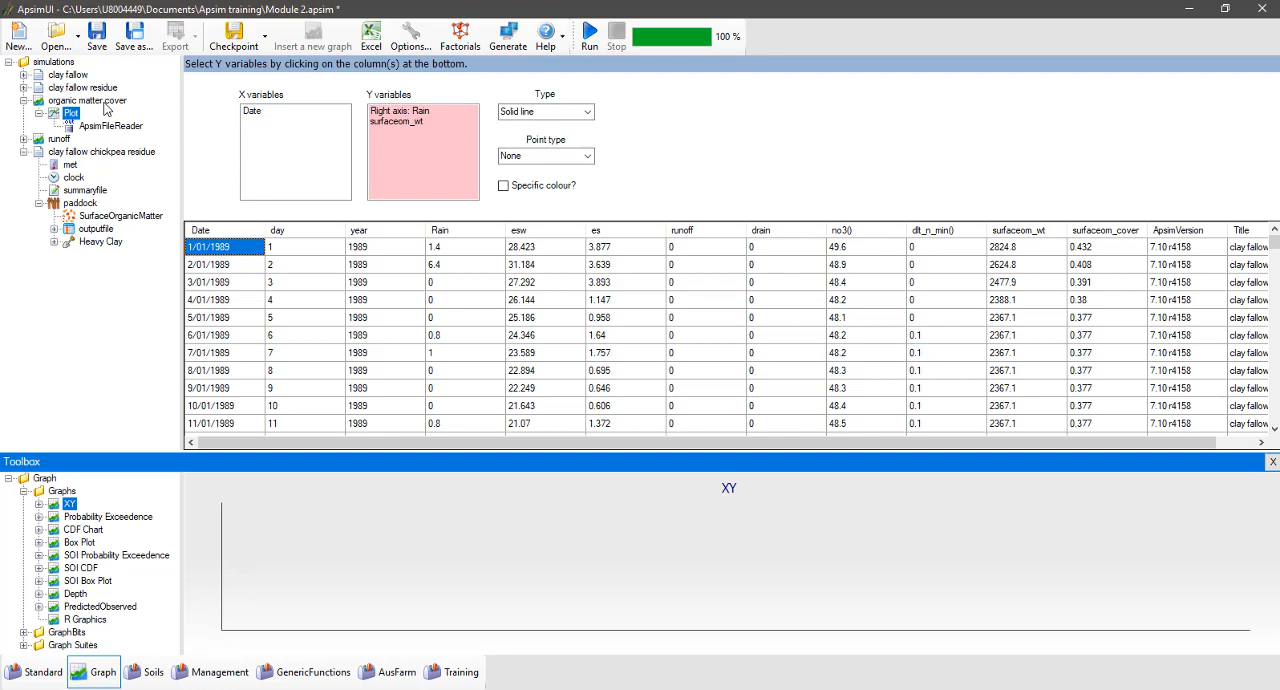 ApsimUI - C:\Users\U8004449\Documents\Apsim training\Module 2.apsim *
New... Open... Save Save as... Export Checkpoint Insert a new graph Excel Options... Factorials Generate Help Run Stop 100 %
simulations
clay fallow
clay fallow residue
organic matter cover
Plot
ApsimFileReader
runoff
clay fallow chickpea residue
met
clock
summaryfile
paddock
SurfaceOrganicMatter
outputfile
Heavy Clay
Select Y variables by clicking on the column(s) at the bottom.
X variables
Date
Y variables
Right axis: Rain
surfaceom_wt
Type
Solid line
Point type
None
Specific colour?
Date day year Rain esw es runoff drain no3() dlt_n_min() surfaceom_wt surfaceom_cover ApsimVersion Title
1/01/1989 1 1989 1.4 28.423 3.877 0 0 49.6 0 2824.8 0.432 7.10 r4158 clay fallow
2/01/1989 2 1989 6.4 31.184 3.639 0 0 48.9 0 2624.8 0.408 7.10 r4158 clay fallow
3/01/1989 3 1989 0 27.292 3.893 0 0 48.4 0 2477.9 0.391 7.10 r4158 clay fallow
4/01/1989 4 1989 0 26.144 1.147 0 0 48.2 0 2388.1 0.38 7.10 r4158 clay fallow
5/01/1989 5 1989 0 25.186 0.958 0 0 48.1 0 2367.1 0.377 7.10 r4158 clay fallow
6/01/1989 6 1989 0.8 24.346 1.64 0 0 48.2 0.1 2367.1 0.377 7.10 r4158 clay fallow
7/01/1989 7 1989 1 23.589 1.757 0 0 48.2 0.1 2367.1 0.377 7.10 r4158 clay fallow
8/01/1989 8 1989 0 22.894 0.695 0 0 48.3 0.1 2367.1 0.377 7.10 r4158 clay fallow
9/01/1989 9 1989 0 22.249 0.646 0 0 48.3 0.1 2367.1 0.377 7.10 r4158 clay fallow
10/01/1989 10 1989 0 21.643 0.606 0 0 48.4 0.1 2367.1 0.377 7.10 r4158 clay fallow
11/01/1989 11 1989 0.8 21.07 1.372 0 0 48.5 0.1 2367.1 0.377 7.10 r4158 clay fallow
Toolbox X
Graph
Graphs
XY
Probability Exceedence
CDF Chart
Box Plot
SOI Probability Exceedence
SOI CDF
SOI Box Plot
Depth
PredictedObserved
R Graphics
GraphBits
Graph Suites
XY
Standard Graph Soils Management GenericFunctions AusFarm Training